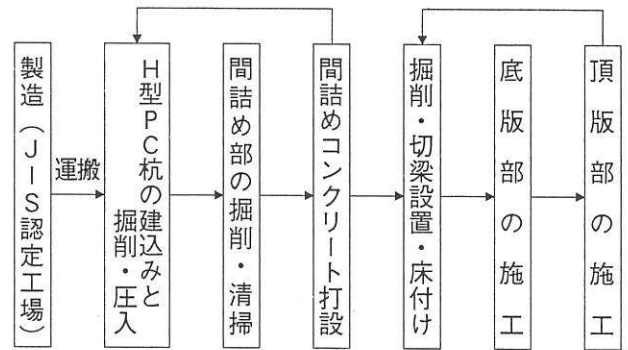 製造(JIS認定工場)
運搬
H型PC杭の建込みと
掘削・圧入
間詰め部の掘削・清掃
間詰めコンクリート打設
掘削・切梁設置・床付け
底版部の施工
頂版部の施工